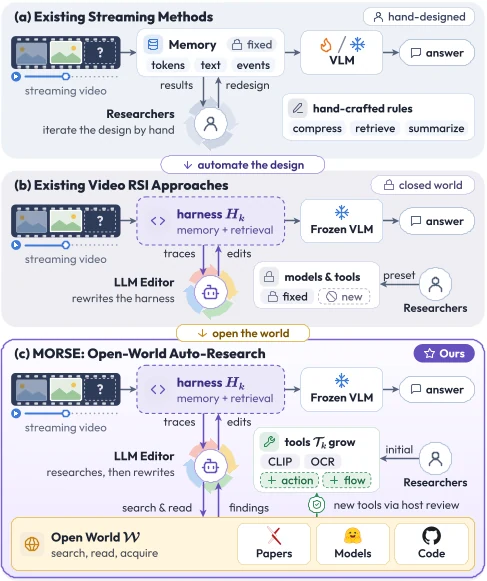 (a) Existing Streaming Methods
hand-designed
Memory
fixed
tokens text events
/
VLM
answer
streaming video
?
results
redesign
Researchers
iterate the design by hand
hand-crafted rules
compress retrieve summarize
↓ automate the design
(b) Existing Video RSI Approaches
closed world
?
harness Hₖ
memory + retrieval
Frozen VLM
answer
streaming video
traces
edits
LLM Editor
rewrites the harness
models & tools
fixed
new
preset
Researchers
↓ open the world
(c) MORSE: Open-World Auto-Research
Ours
?
harness Hₖ
memory + retrieval
Frozen VLM
answer
streaming video
traces
edits
LLM Editor
researches, then rewrites
tools 𝒯ₖ grow
CLIP OCR
+ action + flow
initial
Researchers
search & read
findings
new tools via host review
Open World 𝒲
search, read, acquire
Papers
Models
Code